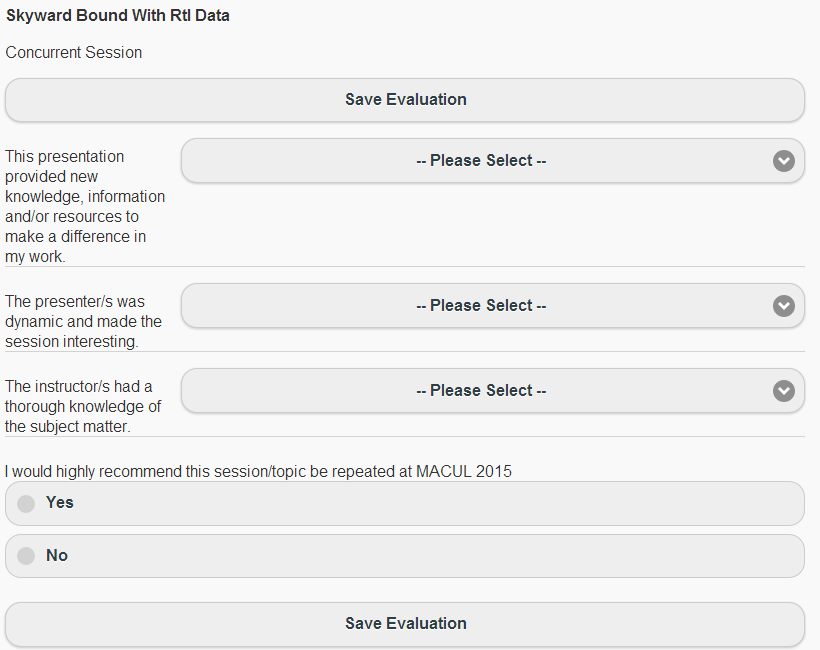 Skyward Bound With RtI Data
Concurrent Session
Save Evaluation
This presentation
provided new
knowledge, information
and/or resources to
make a difference in
my work.
-- Please Select --
The presenter/s was
dynamic and made the
session interesting.
-- Please Select --
The instructor/s had a
thorough knowledge of
the subject matter.
-- Please Select --
I would highly recommend this session/topic be repeated at MACUL 2015
Yes
No
Save Evaluation